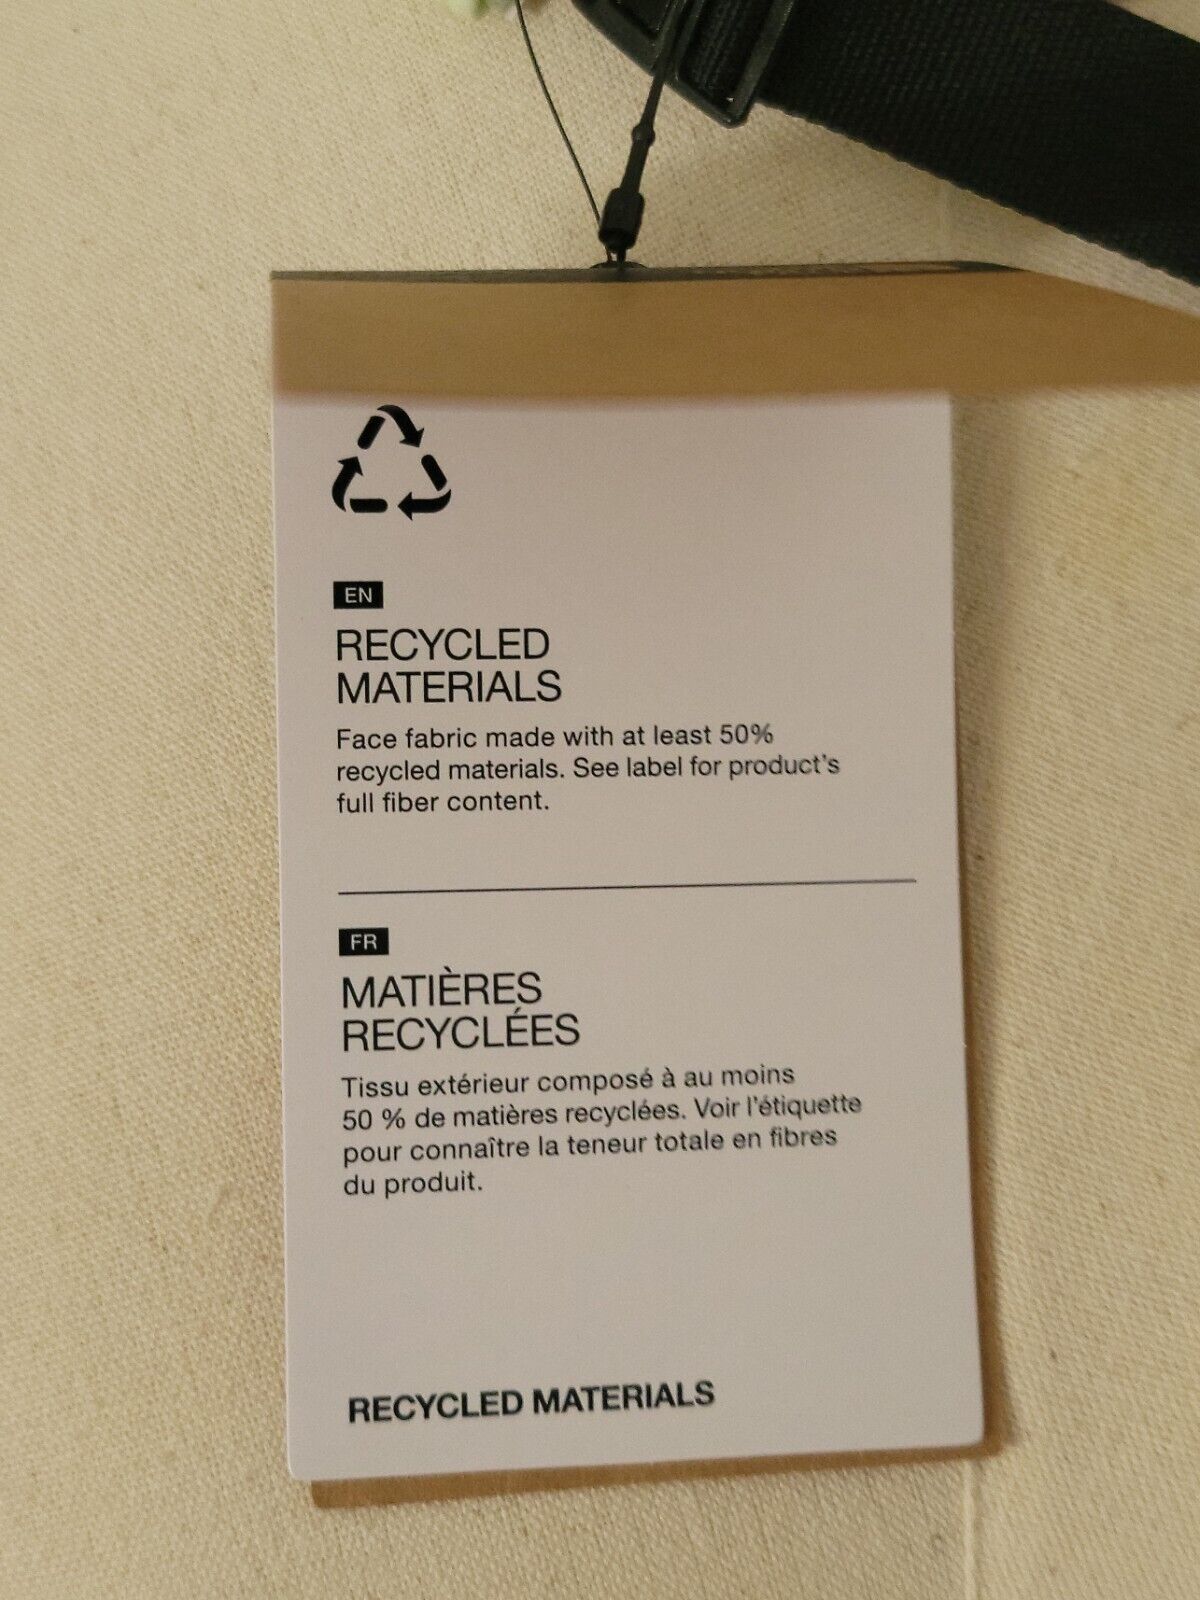 EN
RECYCLED
MATERIALS
Face fabric made with at least 50%
recycled materials. See label for product's
full fiber content.
FR
MATIÈRES
RECYCLÉES
Tissu extérieur composé à au moins
50 % de matières recyclées. Voir l'étiquette
pour connaître la teneur totale en fibres
du produit.
RECYCLED MATERIALS